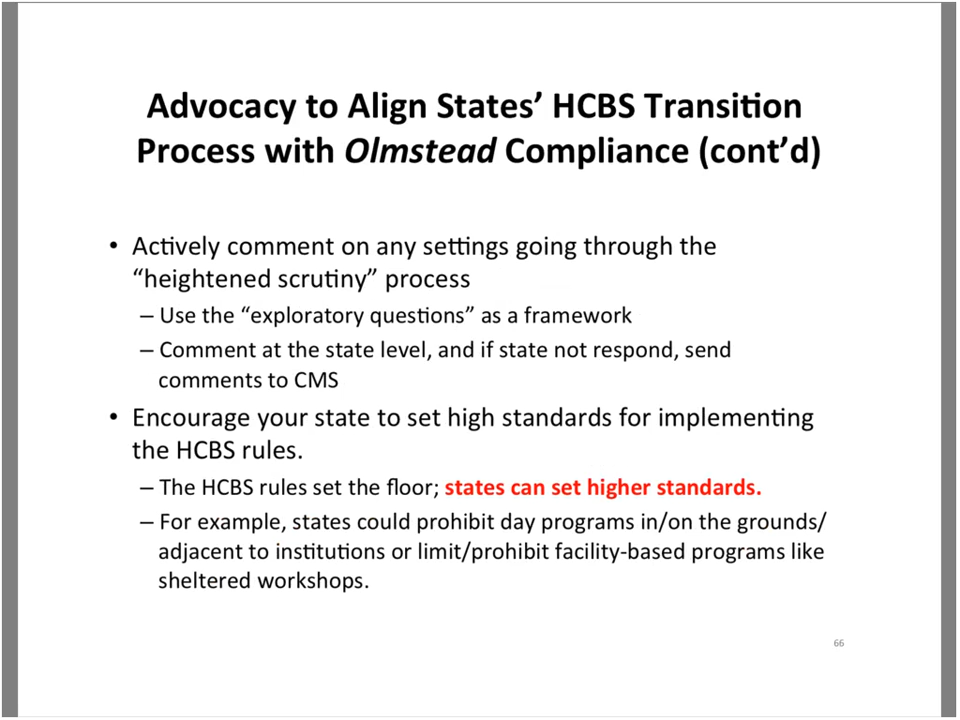 Advocacy to Align States’ HCBS Transition
Process with Olmstead Compliance (cont’d)
• Actively comment on any settings going through the
“heightened scrutiny” process
– Use the “exploratory questions” as a framework
– Comment at the state level, and if state not respond, send
comments to CMS
• Encourage your state to set high standards for implementing
the HCBS rules.
– The HCBS rules set the floor; states can set higher standards.
– For example, states could prohibit day programs in/on the grounds/
adjacent to institutions or limit/prohibit facility-based programs like
sheltered workshops.
66